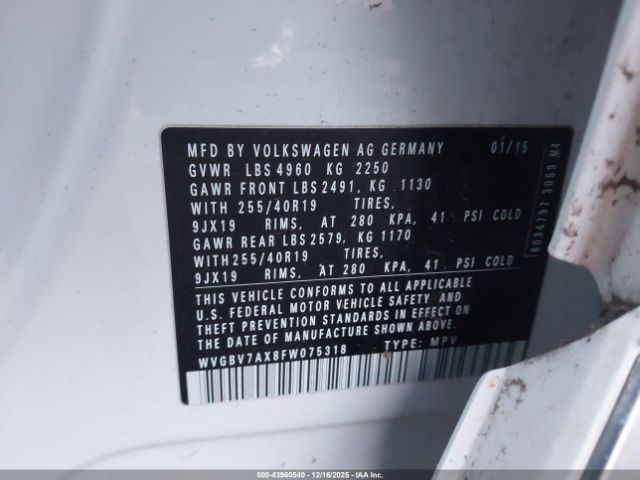 MFD BY VOLKSWAGEN AG GERMANY 01/15
GVWR LBS 4960 KG 2250
GAWR FRONT LBS 2491, KG 1130
WITH 255/40R19 TIRES,
9JX19 RIMS, AT 280 KPA, 41 PSI COLD
GAWR REAR LBS 2579, KG 1170
WITH 255/40R19 TIRES,
9JX19 RIMS, AT 280 KPA, 41 PSI COLD
THIS VEHICLE CONFORMS TO ALL APPLICABLE
U.S. FEDERAL MOTOR VEHICLE SAFETY AND
THEFT PREVENTION STANDARDS IN EFFECT ON
THE DATE OF MANUFACTURE SHOWN ABOVE.
WVGBV7AX8FW075318 TYPE: MPV
6034797 3059 M4
000-43960540 - 12/16/2025 - IAA Inc.